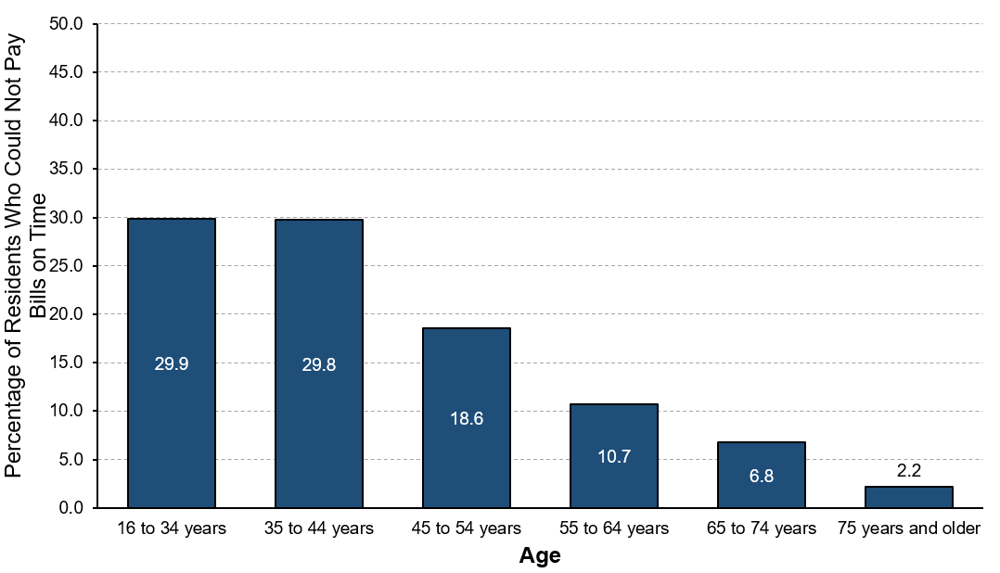 Percentage of Residents Who Could Not Pay
Bills on Time
50.0
45.0
40.0
35.0
30.0
25.0
20.0
15.0
10.0
5.0
0.0
29.9
29.8
18.6
10.7
6.8
2.2
16 to 34 years
35 to 44 years
45 to 54 years
55 to 64 years
65 to 74 years
75 years and older
Age